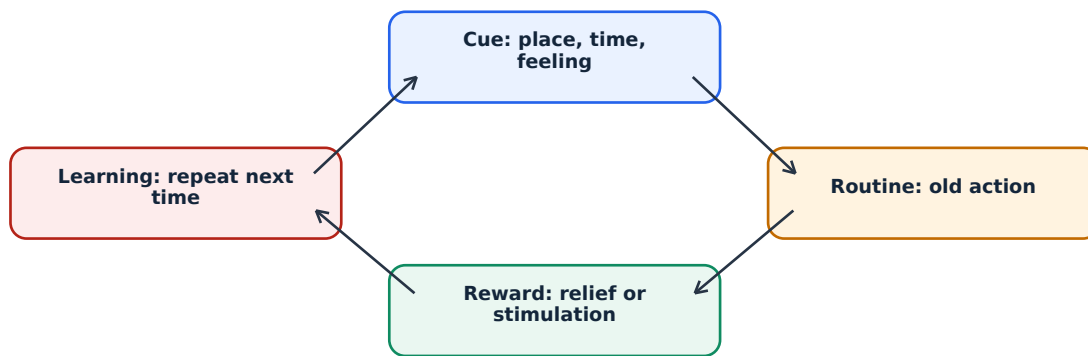 Cue: place, time,
feeling
Learning: repeat next
time
Routine: old action
Reward: relief or
stimulation